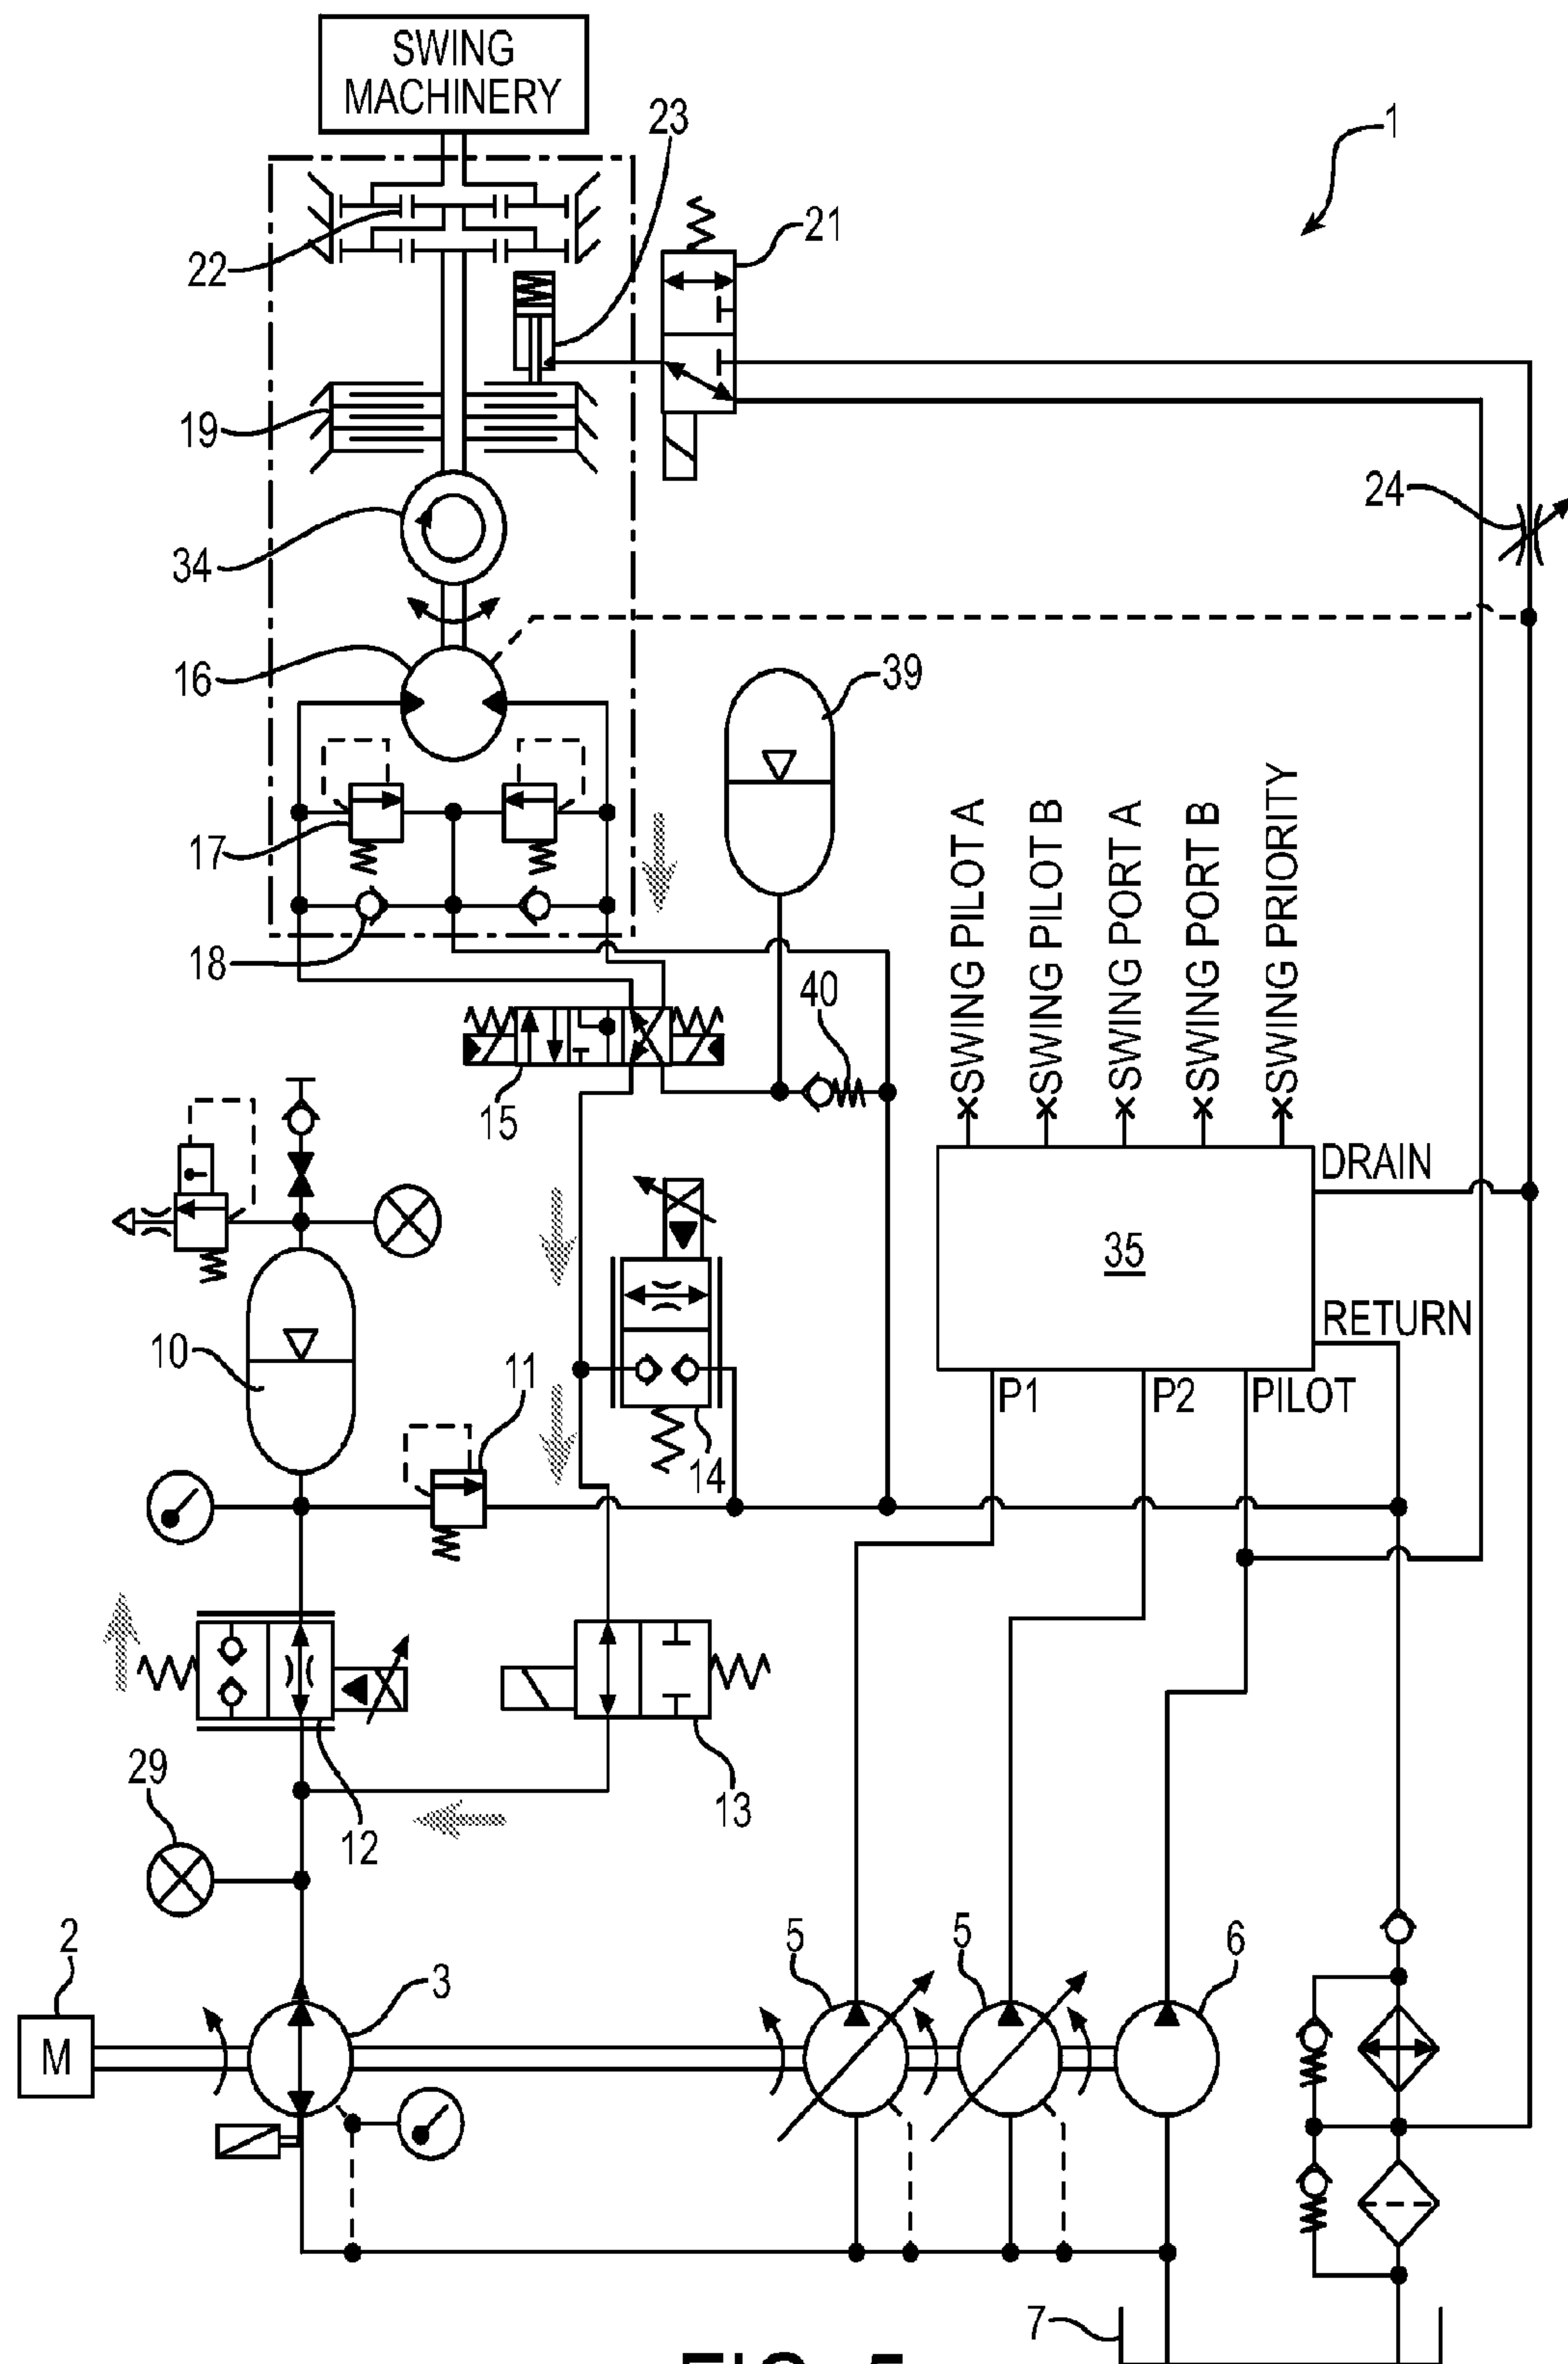 SWING
MACHINERY
23
1
21
22
19
24
34
16
39
17
18
40
15
SWING PILOT A
SWING PILOT B
SWING PORT A
SWING PORT B
SWING PRIORITY
DRAIN
35
RETURN
10
11
14
P1
P2
PILOT
29
12
13
2
3
5
5
6
M
7